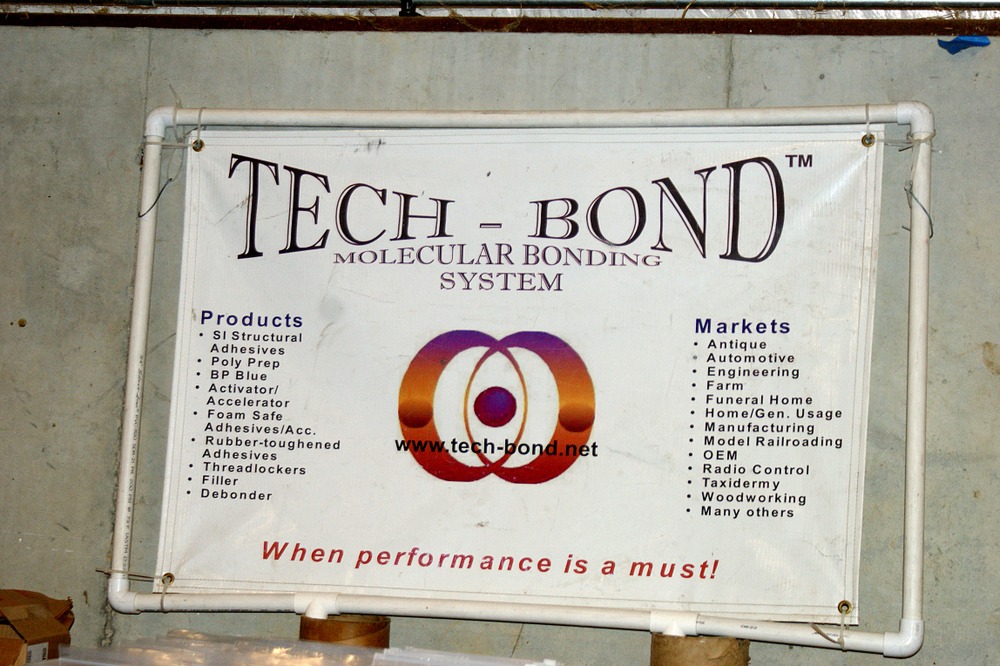 TECH - BOND™
MOLECULAR BONDING
SYSTEM
Products
• SI Structural
Adhesives
• Poly Prep
• BP Blue
• Activator/
Accelerator
• Foam Safe
Adhesives/Acc.
• Rubber-toughened
Adhesives
• Threadlockers
• Filler
• Debonder
www.tech-bond.net
Markets
• Antique
• Automotive
• Engineering
• Farm
• Funeral Home
• Home/Gen. Usage
• Manufacturing
• Model Railroading
• OEM
• Radio Control
• Taxidermy
• Woodworking
• Many others
When performance is a must!